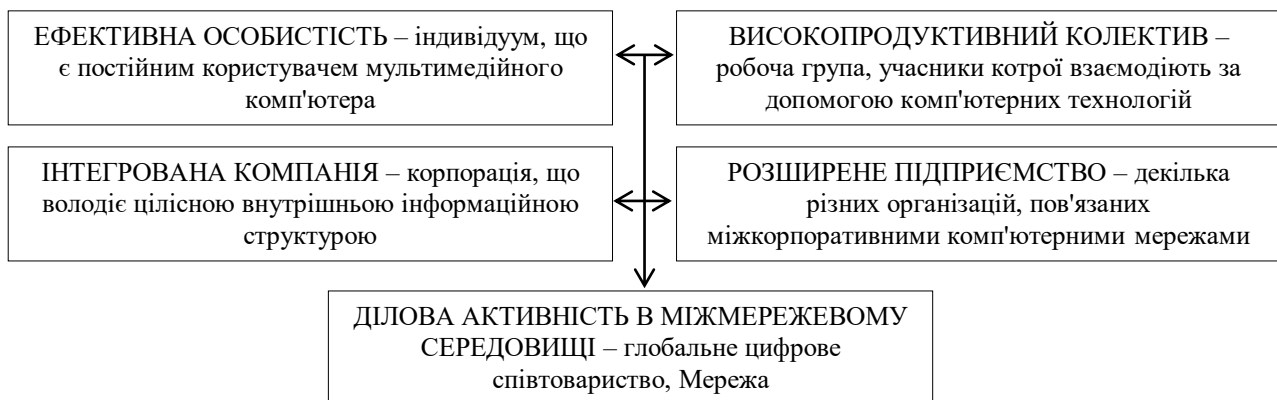 ЕФЕКТИВНА ОСОБИСТІСТЬ – індивідуум, що
є постійним користувачем мультимедійного
комп'ютера
ВИСОКОПРОДУКТИВНИЙ КОЛЕКТИВ –
робоча група, учасники котрої взаємодіють за
допомогою комп'ютерних технологій
ІНТЕГРОВАНА КОМПАНІЯ – корпорація, що
володіє цілісною внутрішньою інформаційною
структурою
РОЗШИРЕНЕ ПІДПРИЄМСТВО – декілька
різних організацій, пов'язаних
міжкорпоративними комп'ютерними мережами
ДІЛОВА АКТИВНІСТЬ В МІЖМЕРЕЖЕВОМУ
СЕРЕДОВИЩІ – глобальне цифрове
співтовариство, Мережа